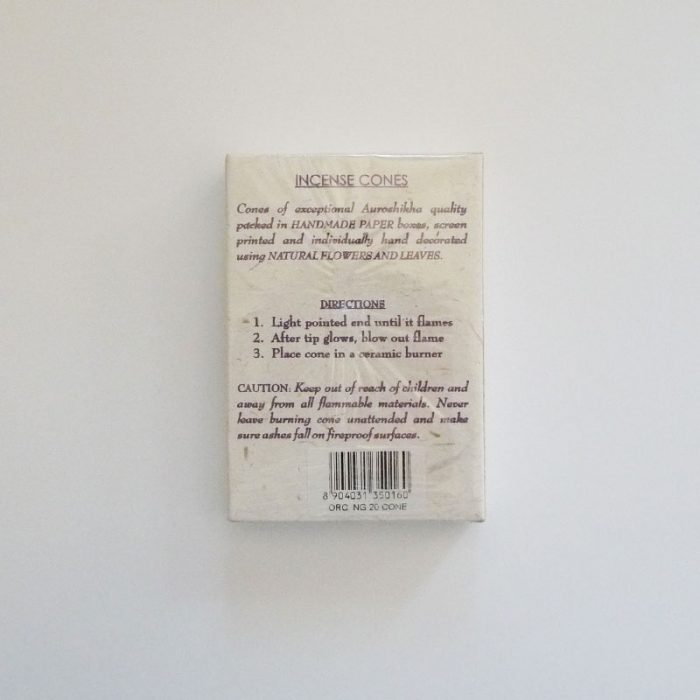 INCENSE CONES
Cones of exceptional Auroshikha quality
packed in HANDMADE PAPER boxes, screen
printed and individually hand decorated
using NATURAL FLOWERS AND LEAVES.
DIRECTIONS
1. Light pointed end until it flames
2. After tip glows, blow out flame
3. Place cone in a ceramic burner
CAUTION: Keep out of reach of children and
away from all flammable materials. Never
leave burning cone unattended and make
sure ashes fall on fireproof surfaces.
8 904031 350160
ORC NG 20 CONE